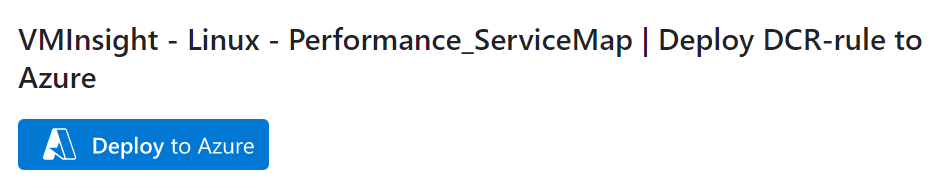 VMInsight - Linux - Performance_ServiceMap | Deploy DCR-rule to
Azure
Deploy to Azure